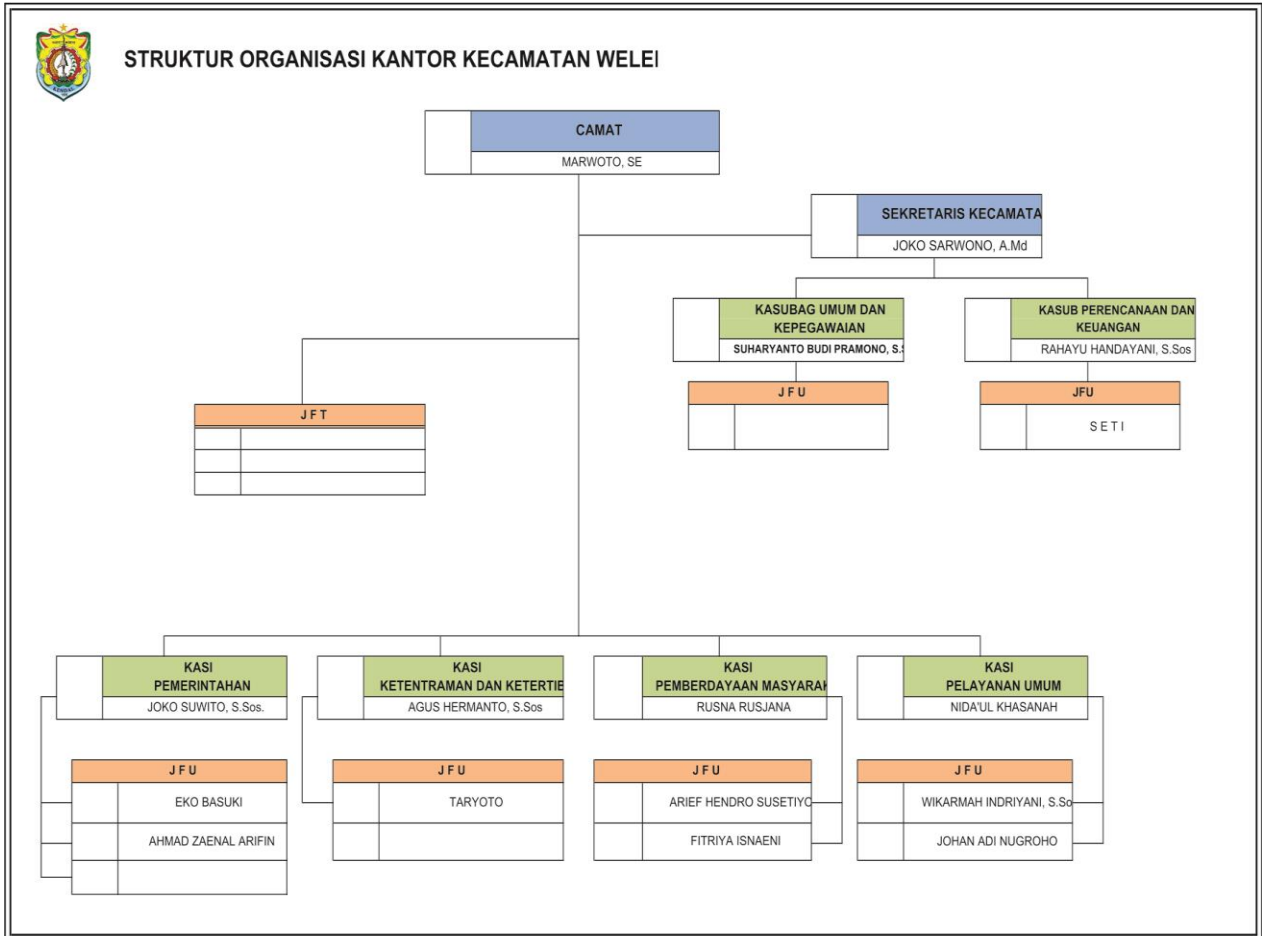 STRUKTUR ORGANISASI KANTOR KECAMATAN WELEI
KENDAL
CAMAT
MARWOTO, SE
SEKRETARIS KECAMATA
JOKO SARWONO, A.Md
KASUBAG UMUM DAN
KEPEGAWAIAN
SUHARYANTO BUDI PRAMONO, S.S
KASUB PERENCANAAN DAN
KEUANGAN
RAHAYU HANDAYANI, S.Sos
J F U
JFU
S E T I
J F T
KASI
PEMERINTAHAN
JOKO SUWITO, S.Sos.
KASI
KETENTRAMAN DAN KETERTIB
AGUS HERMANTO, S.Sos
KASI
PEMBERDAYAAN MASYARAK
RUSNA RUSJANA
KASI
PELAYANAN UMUM
NIDA'UL KHASANAH
J F U
EKO BASUKI
AHMAD ZAENAL ARIFIN
J F U
TARYOTO
J F U
ARIEF HENDRO SUSETIYO
FITRIYA ISNAENI
J F U
WIKARMAH INDRIYANI, S.So
JOHAN ADI NUGROHO